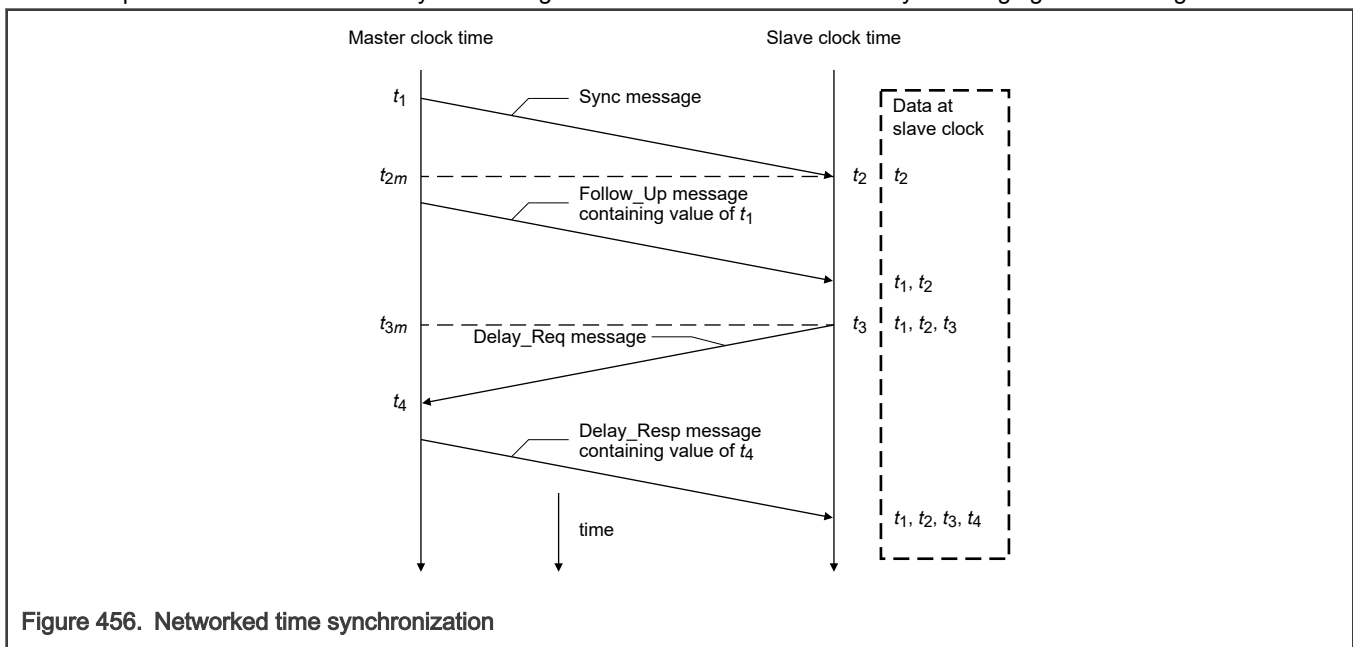 Master clock time Slave clock time
t1 Sync message Data at
slave clock
t2m t2 t2
Follow_Up message
containing value of t1
t1, t2
t3m t3 t1, t2, t3
Delay_Req message
t4
Delay_Resp message
containing value of t4
t1, t2, t3, t4
time
Figure 456. Networked time synchronization